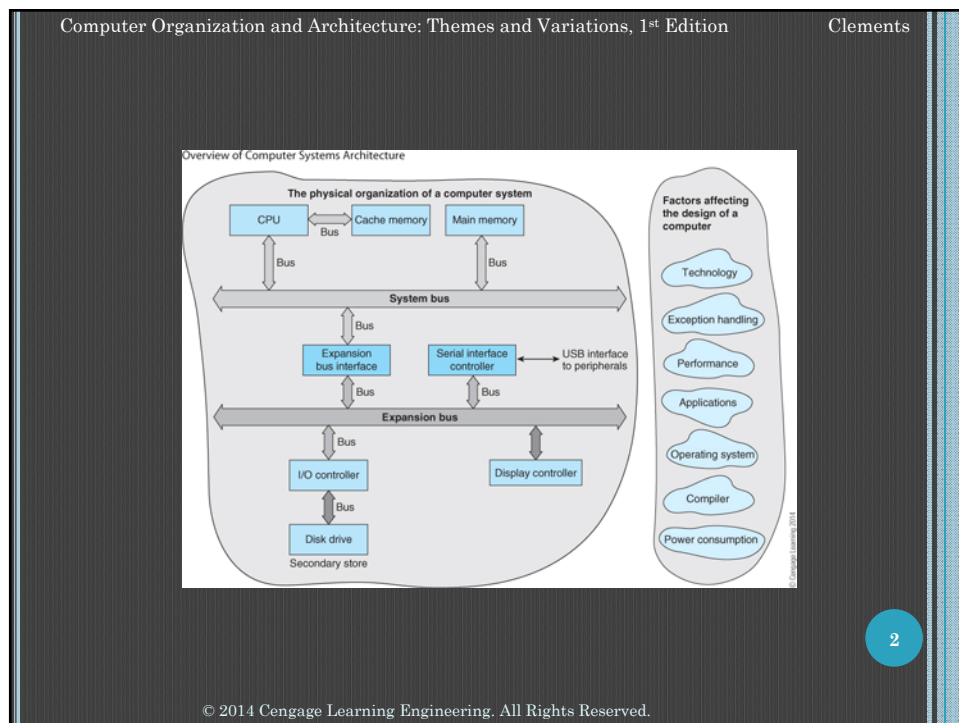 Computer Organization and Architecture: Themes and Variations, 1st Edition Clements
Overview of Computer Systems Architecture
The physical organization of a computer system
CPU
Bus
Cache memory
Main memory
Bus
Bus
System bus
Bus
Expansion
bus interface
Serial interface
controller
USB interface
to peripherals
Bus
Bus
Expansion bus
Bus
I/O controller
Display controller
Bus
Disk drive
Secondary store
Factors affecting
the design of a
computer
Technology
Exception handling
Performance
Applications
Operating system
Compiler
Power consumption
© Cengage Learning 2014
2
© 2014 Cengage Learning Engineering. All Rights Reserved.